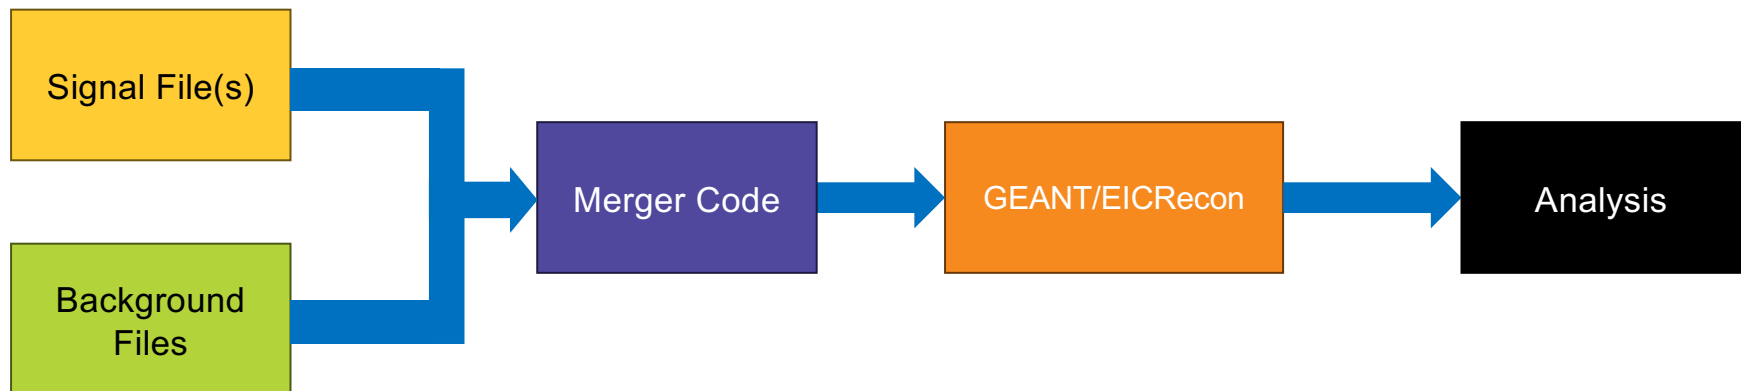 Signal File(s)
Background
Files
Merger Code
GEANT/EICRecon
Analysis